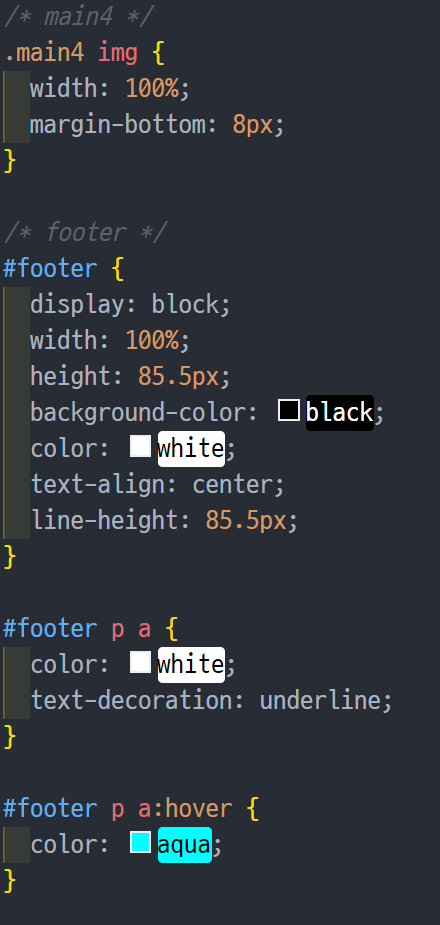 /* main4 */
.main4 img {
  width: 100%;
  margin-bottom: 8px;
}

/* footer */
#footer {
  display: block;
  width: 100%;
  height: 85.5px;
  background-color: black;
  color: white;
  text-align: center;
  line-height: 85.5px;
}

#footer p a {
  color: white;
  text-decoration: underline;
}

#footer p a:hover {
  color: aqua;
}